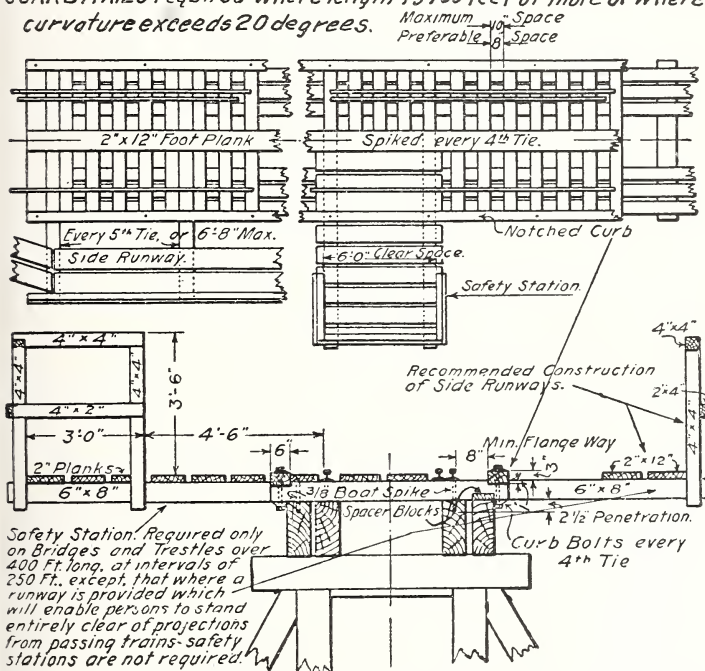 curvature exceeds 20 degrees.
Maximum 10" Space
Preferable 8" Space
2"x12" Foot Plank
Spiked every 4th Tie.
Every 5th Tie, or 6'-8" Max.
Side Runway.
6'-0" Clear Space.
Notched Curb
Safety Station.
4"x4"
4"x4"
4"x4"
4"x2"
3'-0"
3'-6"
4'-6"
6"
8"
Min. Flange Way
3"
Recommended Construction
of Side Runways.
4"x4"
2"x4"
4"x4"
2"x12"
2" Planks
6"x8"
3/8 Boat Spike
Spacer Blocks
6"x8"
2 1/2 Penetration.
Curb Bolts every
4th Tie
Safety Station. Required only
on Bridges and Trestles over
400 Ft. long, at intervals of
250 Ft., except, that where a
runway is provided which
will enable persons to stand
entirely clear of projections
from passing trains-safety
stations are not required.